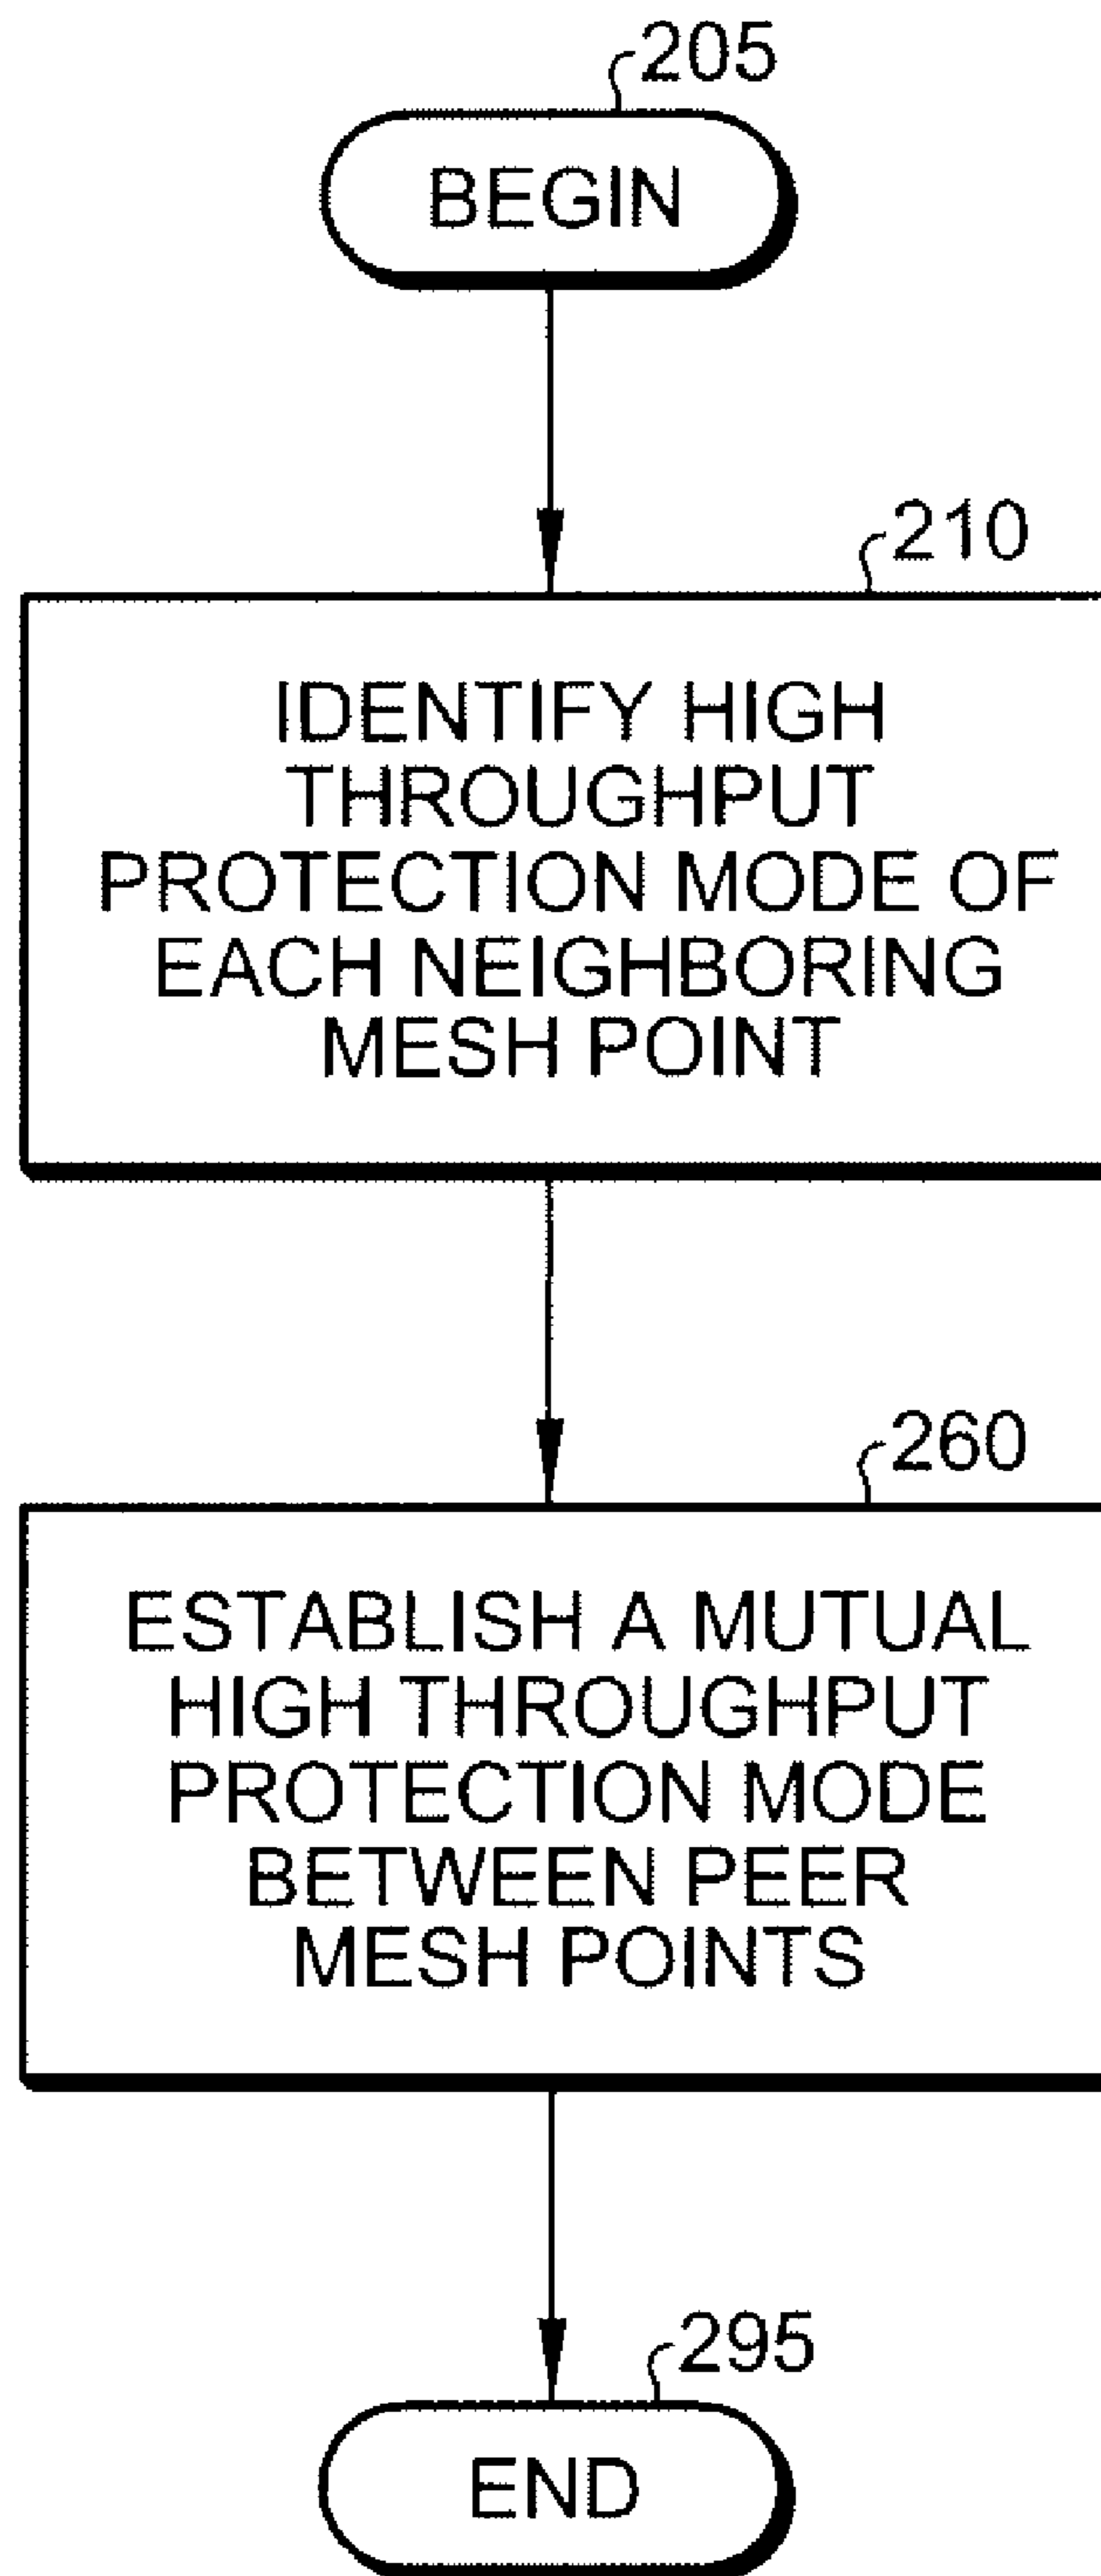 205
BEGIN
210
IDENTIFY HIGH
THROUGHPUT
PROTECTION MODE OF
EACH NEIGHBORING
MESH POINT
260
ESTABLISH A MUTUAL
HIGH THROUGHPUT
PROTECTION MODE
BETWEEN PEER
MESH POINTS
295
END